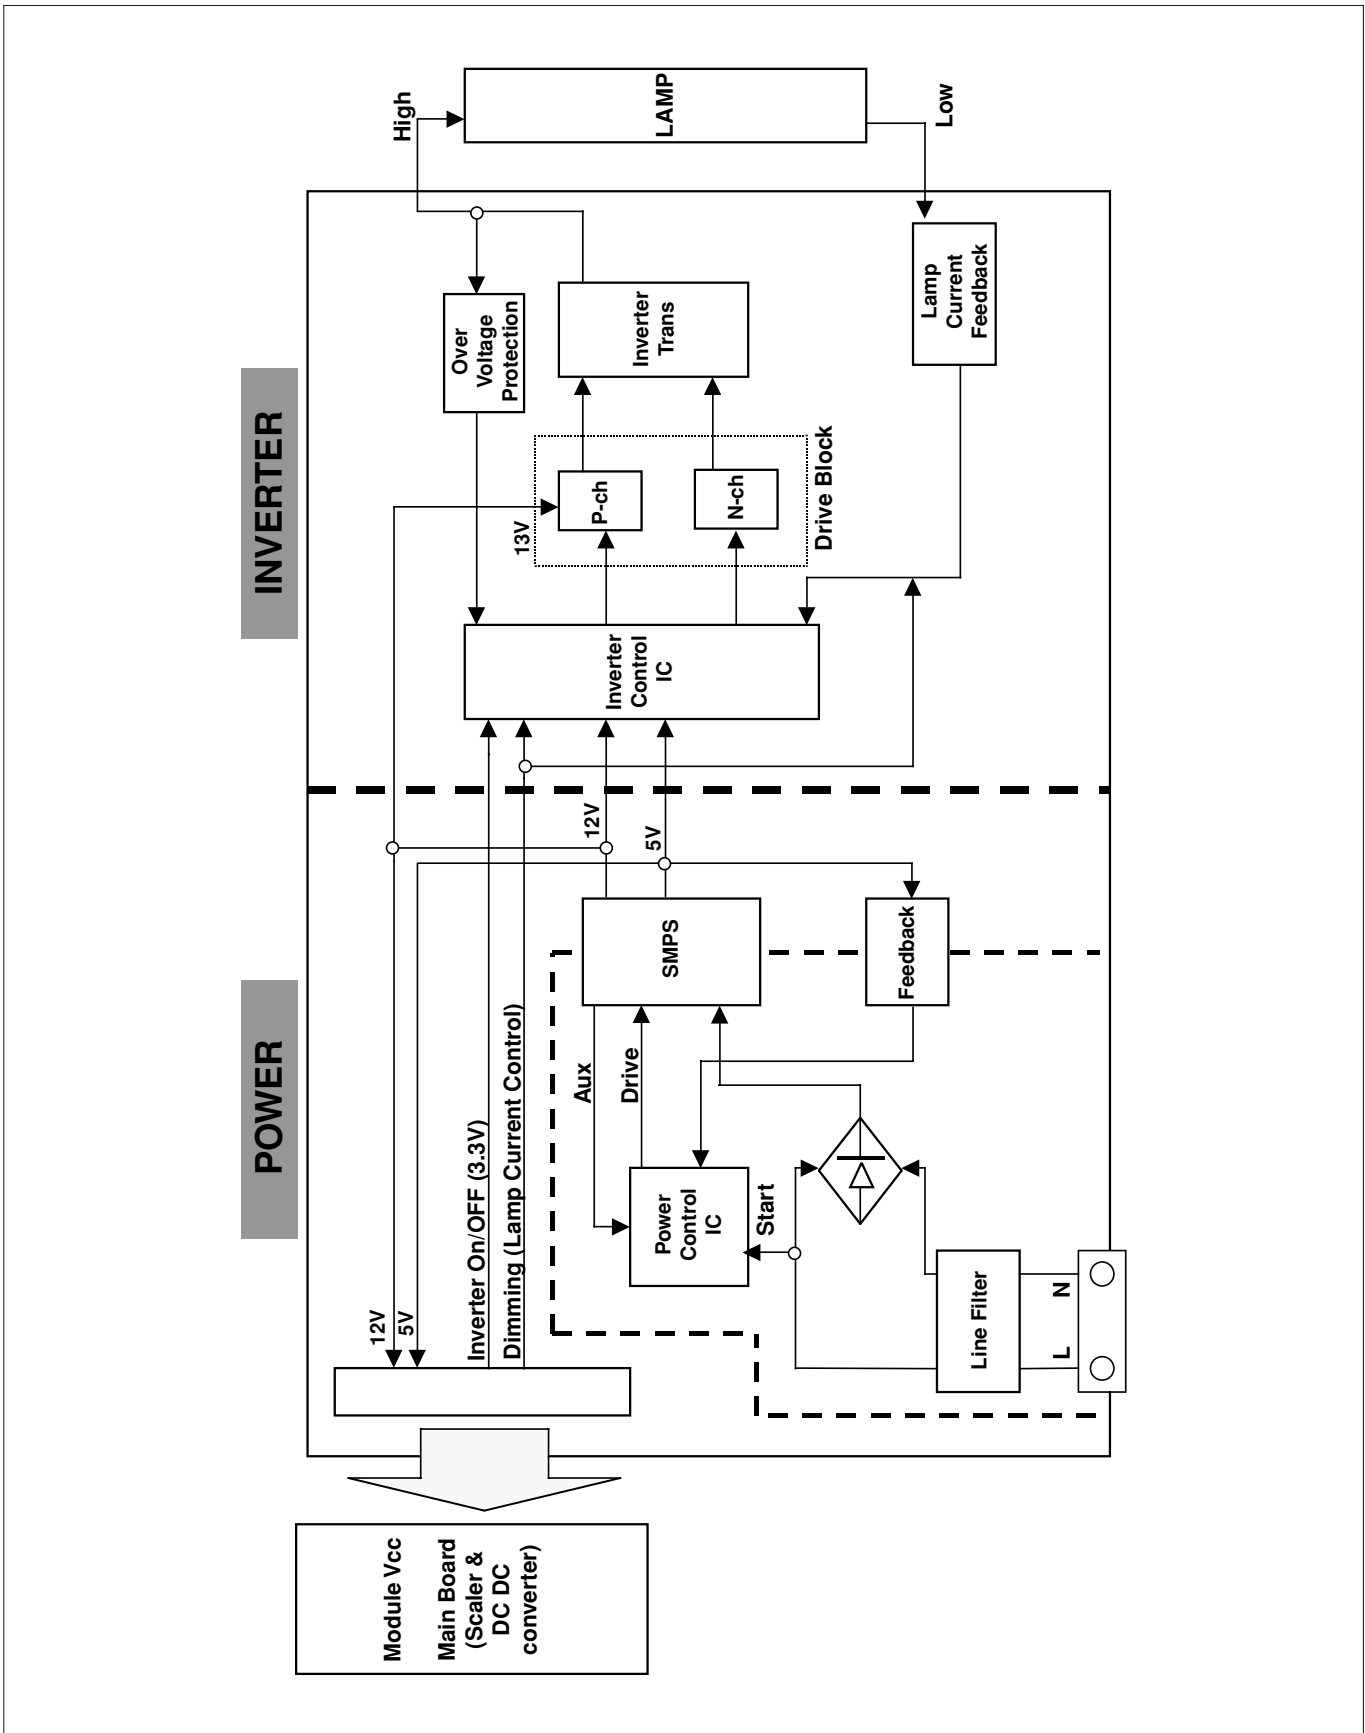 POWER
INVERTER
Module Vcc
Main Board
(Scaler &
DC DC
converter)
12V
5V
Inverter On/OFF (3.3V)
Dimming (Lamp Current Control)
Aux
Drive
Power
Control
IC
Start
Line Filter
L
N
SMPS
Feedback
12V
5V
Inverter
Control
IC
13V
P-ch
N-ch
Drive Block
Over
Voltage
Protection
Inverter
Trans
Lamp
Current
Feedback
High
LAMP
Low